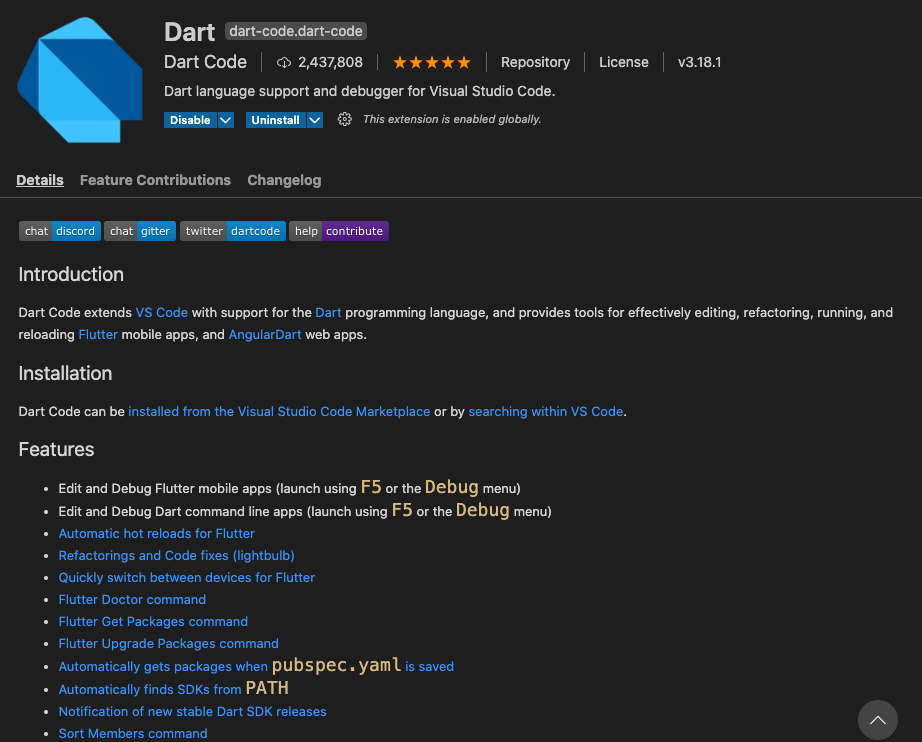 Dart dart-code.dart-code
Dart Code 2,437,808 Repository License v3.18.1
Dart language support and debugger for Visual Studio Code.
Disable Uninstall This extension is enabled globally.
Details Feature Contributions Changelog
chat discord chat gitter twitter dartcode help contribute
Introduction
Dart Code extends VS Code with support for the Dart programming language, and provides tools for effectively editing, refactoring, running, and
reloading Flutter mobile apps, and AngularDart web apps.
Installation
Dart Code can be installed from the Visual Studio Code Marketplace or by searching within VS Code.
Features
• Edit and Debug Flutter mobile apps (launch using F5 or the Debug menu)
• Edit and Debug Dart command line apps (launch using F5 or the Debug menu)
• Automatic hot reloads for Flutter
• Refactorings and Code fixes (lightbulb)
• Quickly switch between devices for Flutter
• Flutter Doctor command
• Flutter Get Packages command
• Flutter Upgrade Packages command
• Automatically gets packages when pubspec.yaml is saved
• Automatically finds SDKs from PATH
• Notification of new stable Dart SDK releases
• Sort Members command